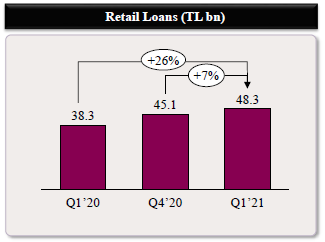 Retail Loans (TL bn)
+26%
+7%
38.3
45.1
48.3
Q1’20
Q4’20
Q1’21